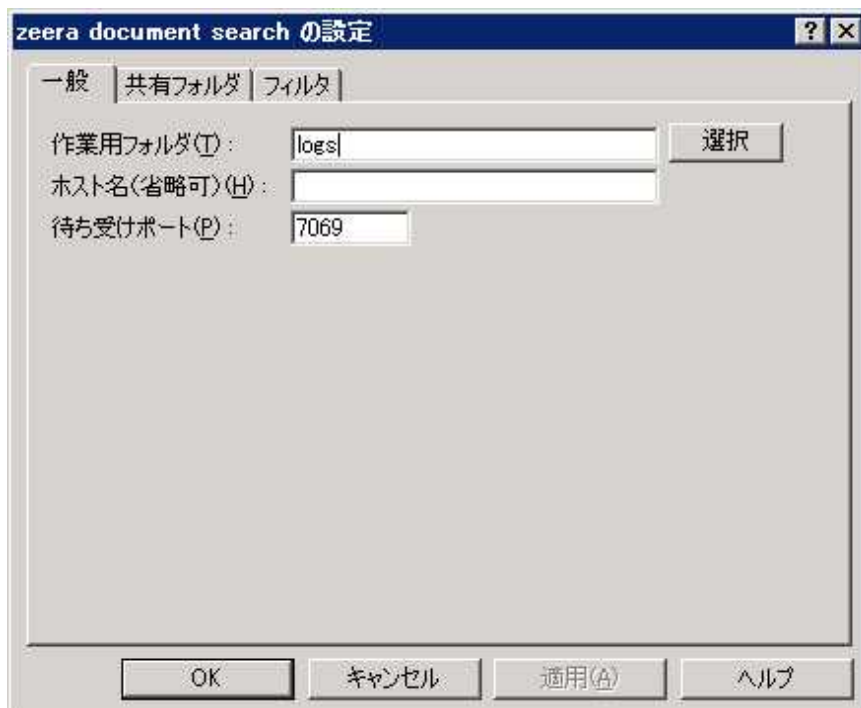 zeera document search の設定
一般 共有フォルダ フィルタ
作業用フォルダ(T): logs 選択
ホスト名(省略可)(H):
待ち受けポート(P): 7069
OK キャンセル 適用(A) ヘルプ